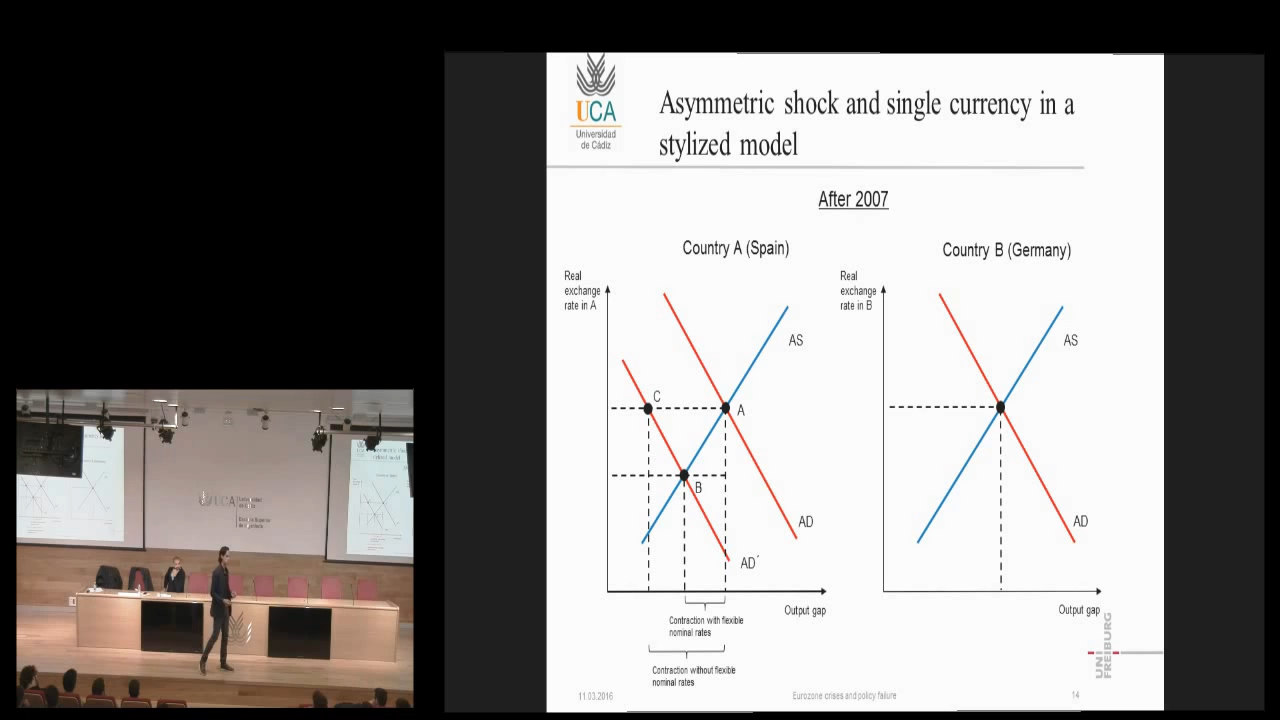 UCA
Universidad
de Cádiz
Asymmetric shock and single currency in a
stylized model
After 2007
Country A (Spain)
Country B (Germany)
Real
exchange
rate in A
Real
exchange
rate in B
AS
AS
C
A
B
AD
AD
AD´
Output gap
Output gap
Contraction with flexible
nominal rates
Contraction without flexible
nominal rates
UNI
FREIBURG
11.03.2016
Eurozone crises and policy failure
14
UCA